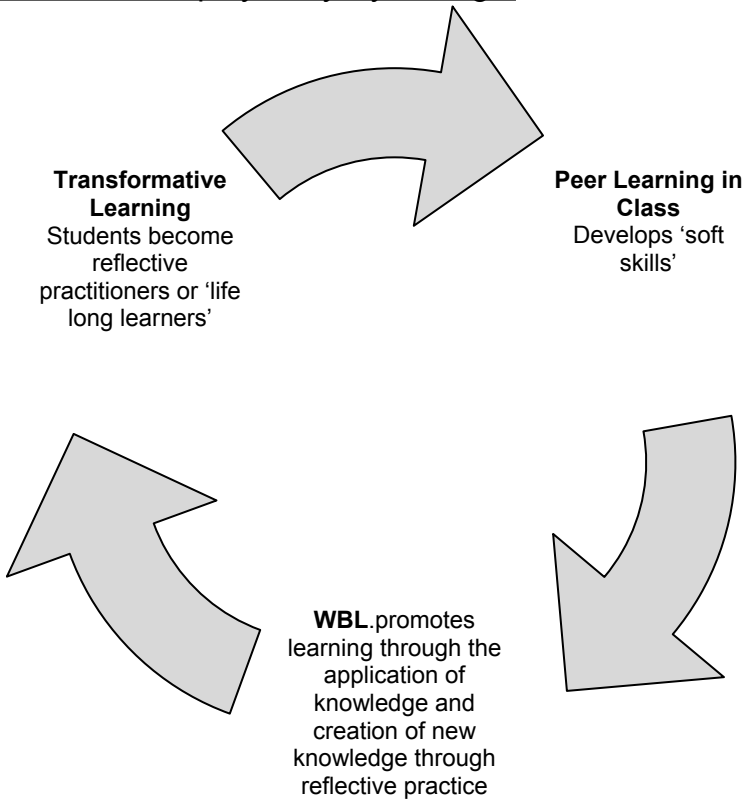 Transformative
Learning
Students become
reflective
practitioners or ‘life
long learners’
Peer Learning in
Class
Develops ‘soft
skills’
WBL.promotes
learning through the
application of
knowledge and
creation of new
knowledge through
reflective practice